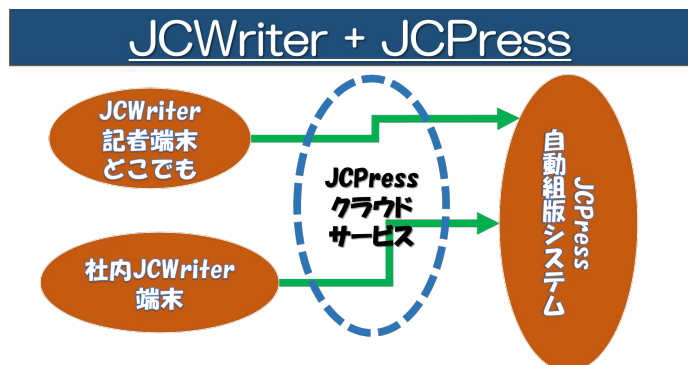 JCWriter + JCPress
JCWriter
記者端末
どこでも
JCPress
クラウド
サービス
社内JCWriter
端末
JCPress
自動組版システム